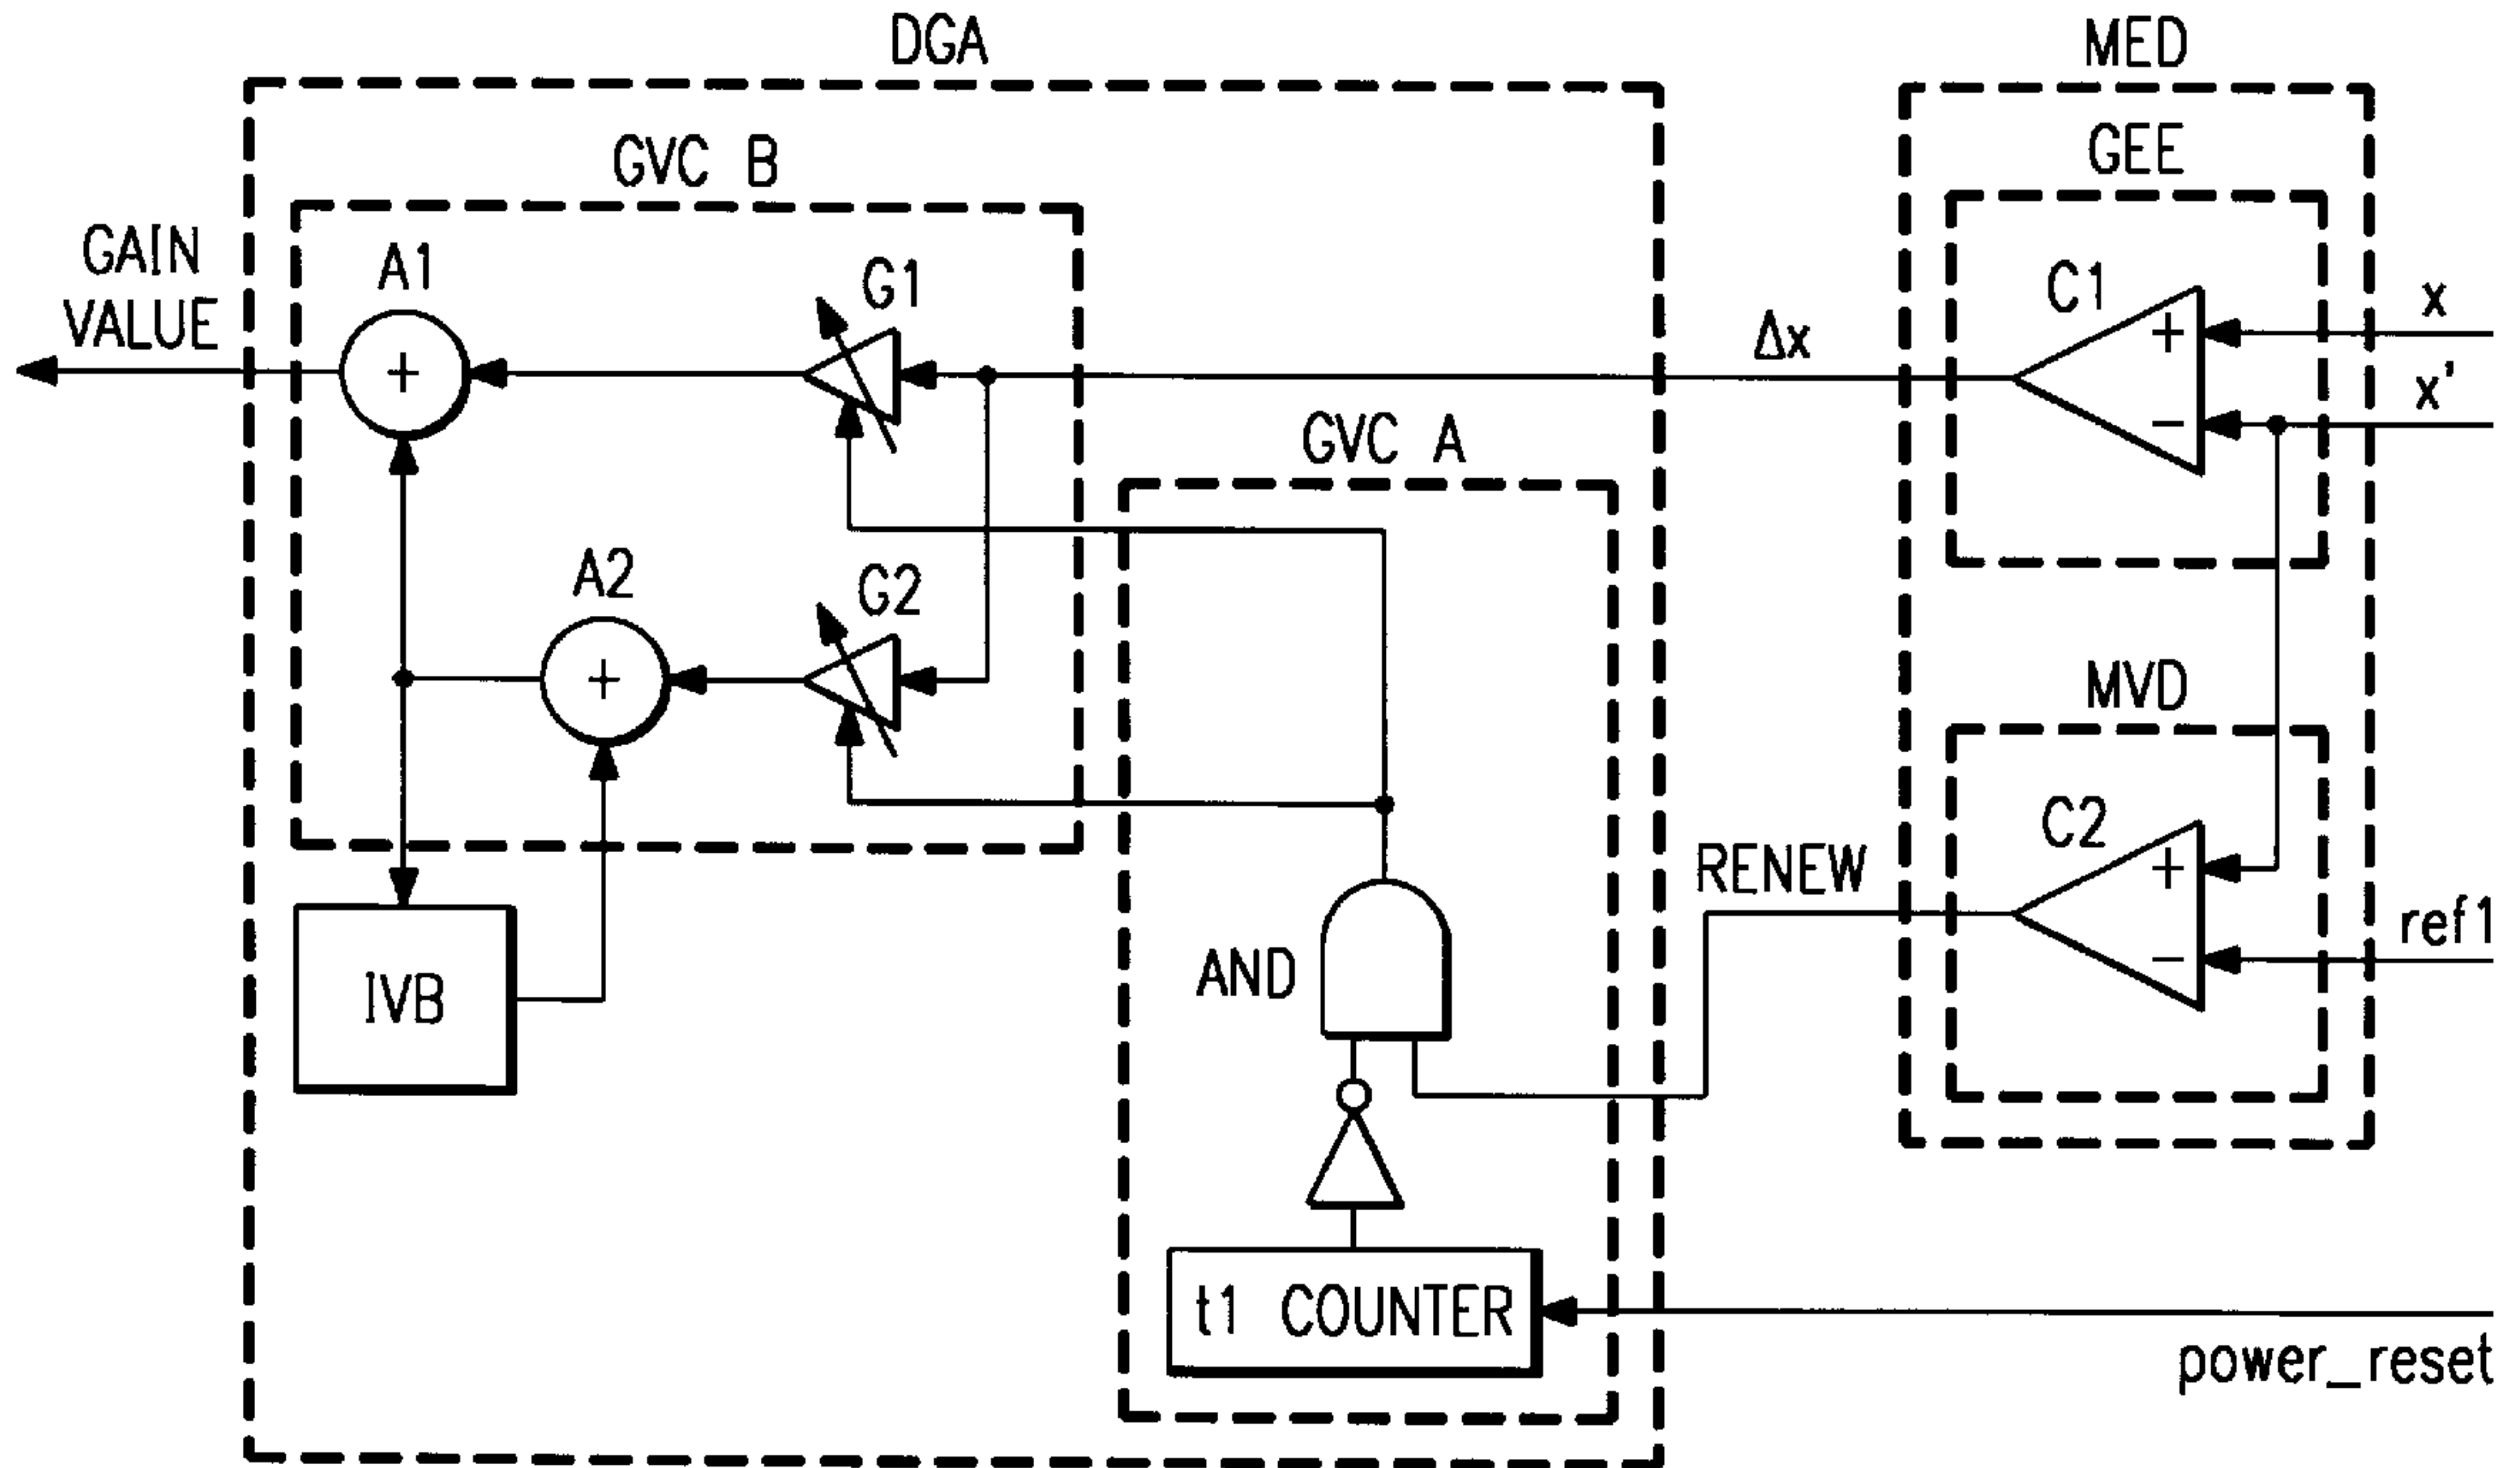 DGA
MED
GVC B
GEE
GAIN
VALUE
A1
G1
C1
+
x
+
Δx
x'
−
GVC A
A2
G2
+
MVD
C2
+
RENEW
ref1
−
AND
IVB
t1 COUNTER
power_reset